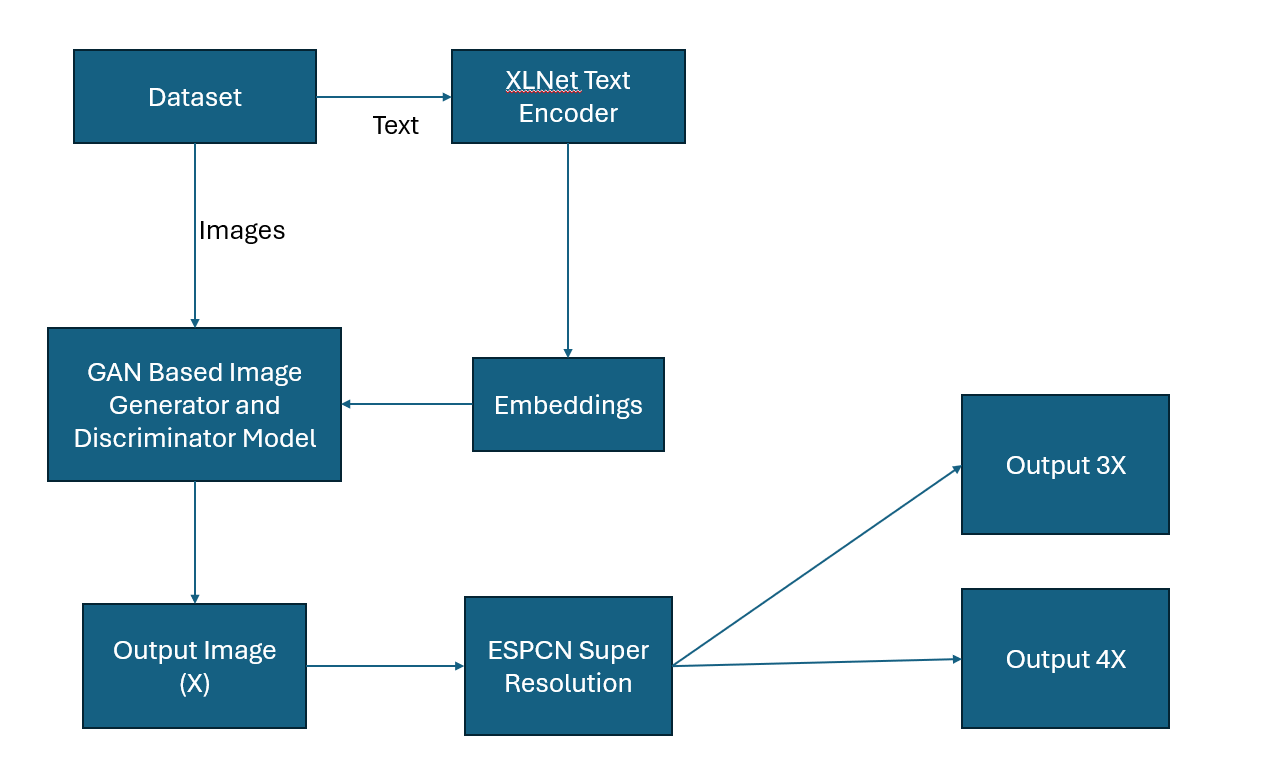 Dataset
Text
XLNet Text
Encoder
Images
GAN Based Image
Generator and
Discriminator Model
Embeddings
Output Image
(X)
ESPCN Super
Resolution
Output 3X
Output 4X